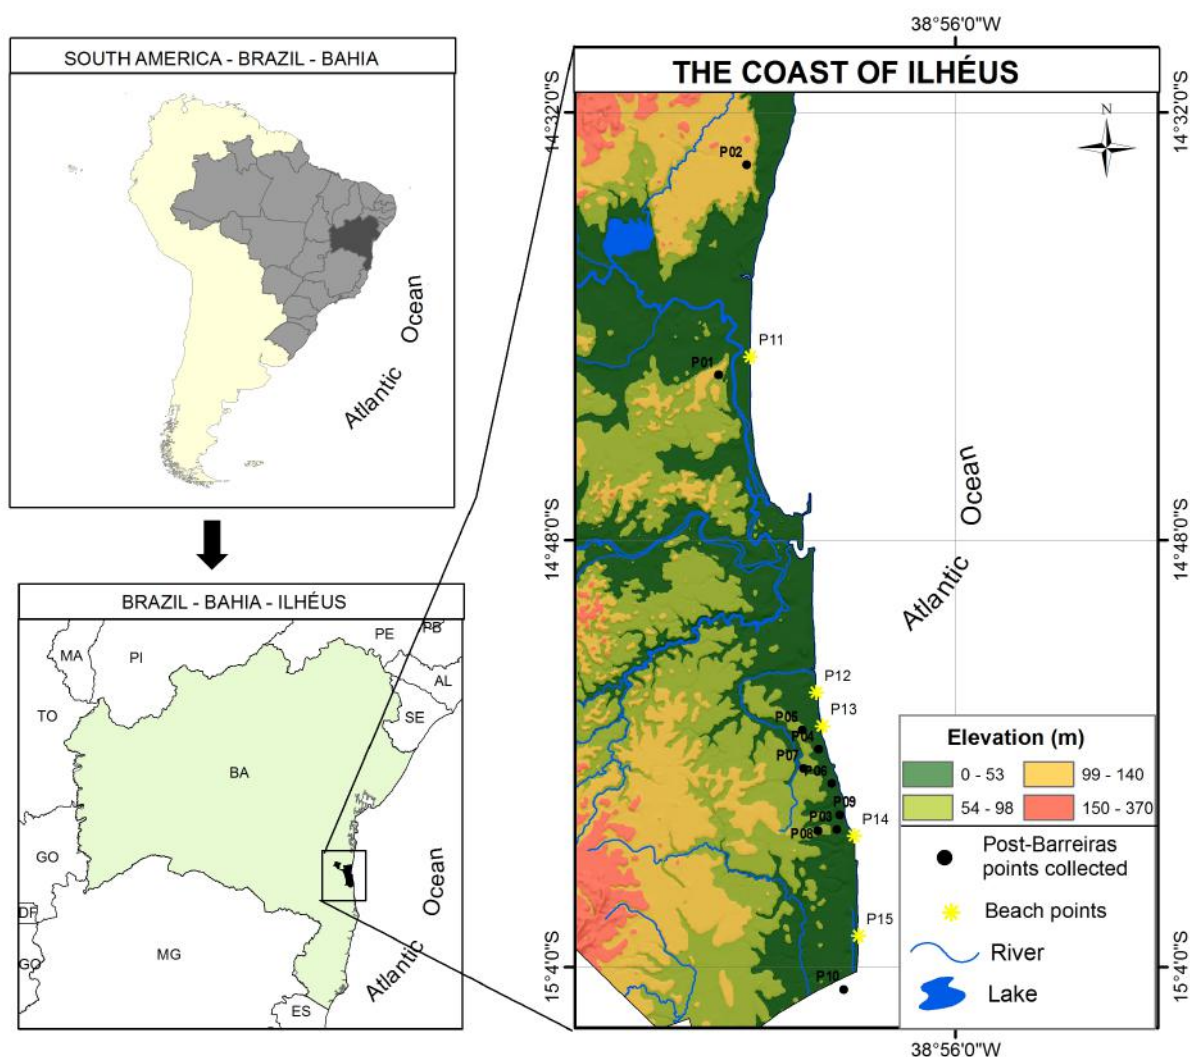 38°56'0"W
SOUTH AMERICA - BRAZIL - BAHIA
Atlantic Ocean
BRAZIL - BAHIA - ILHÉUS
PE
PB
MA
PI
AL
SE
TO
BA
GO
DF
GO
MG
ES
Atlantic Ocean
THE COAST OF ILHÉUS
14°32'0"S
14°32'0"S
N
P02
P11
P01
14°48'0"S
14°48'0"S
Atlantic Ocean
P12
P13
P05
P04
P07
P06
P09
P03
P08
P14
P15
P10
15°4'0"S
15°4'0"S
Elevation (m)
0 - 53
99 - 140
54 - 98
150 - 370
Post-Barreiras
points collected
Beach points
River
Lake
38°56'0"W